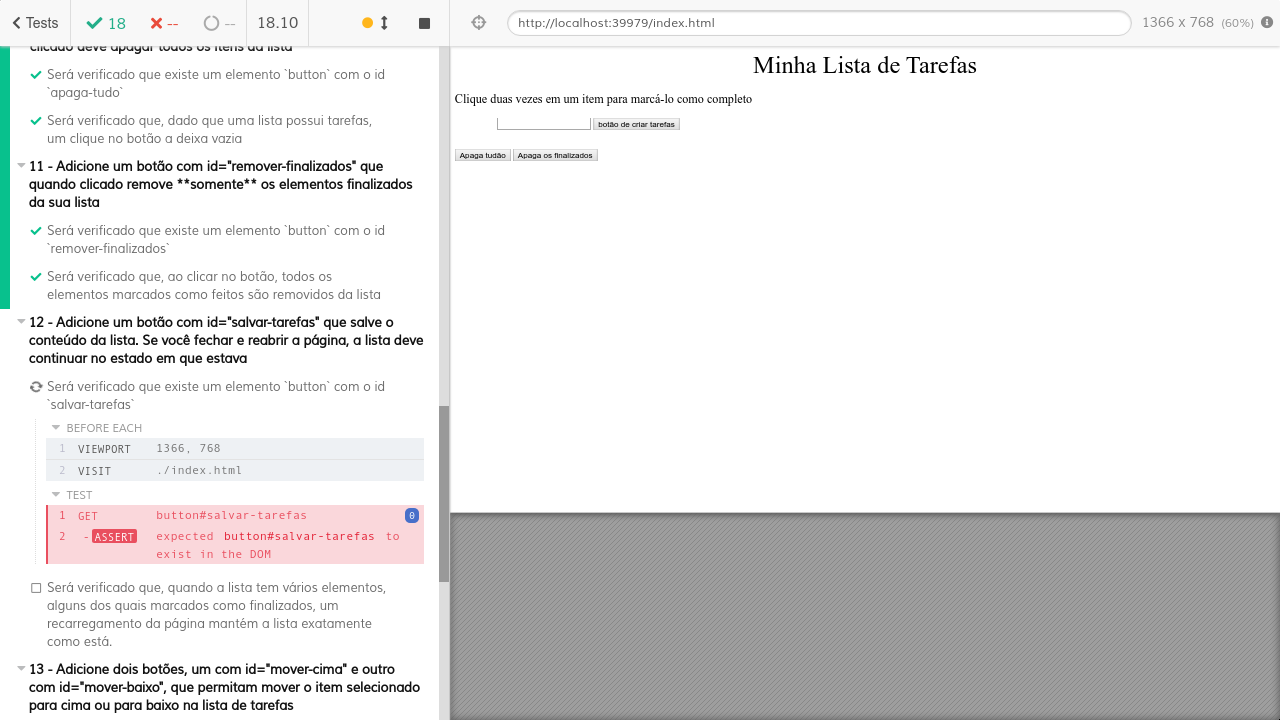 Tests
18
--
--
18.10
http://localhost:39979/index.html
1366 x 768 (60%)
clicado deve apagar todos os itens da lista
Será verificado que existe um elemento `button` com o id
`apaga-tudo`
Será verificado que, dado que uma lista possui tarefas,
um clique no botão a deixa vazia
11 - Adicione um botão com id="remover-finalizados" que
quando clicado remove **somente** os elementos finalizados
da sua lista
Será verificado que existe um elemento `button` com o id
`remover-finalizados`
Será verificado que, ao clicar no botão, todos os
elementos marcados como feitos são removidos da lista
12 - Adicione um botão com id="salvar-tarefas" que salve o
conteúdo da lista. Se você fechar e reabrir a página, a lista deve
continuar no estado em que estava
Será verificado que existe um elemento `button` com o id
`salvar-tarefas`
BEFORE EACH
1 VIEWPORT 1366, 768
2 VISIT ./index.html
TEST
1 GET button#salvar-tarefas 0
2 -ASSERT expected button#salvar-tarefas to
exist in the DOM
Será verificado que, quando a lista tem vários elementos,
alguns dos quais marcados como finalizados, um
recarregamento da página mantém a lista exatamente
como está.
13 - Adicione dois botões, um com id="mover-cima" e outro
com id="mover-baixo", que permitam mover o item selecionado
para cima ou para baixo na lista de tarefas
Minha Lista de Tarefas
Clique duas vezes em um item para marcá-lo como completo
botão de criar tarefas
Apaga tudão Apaga os finalizados